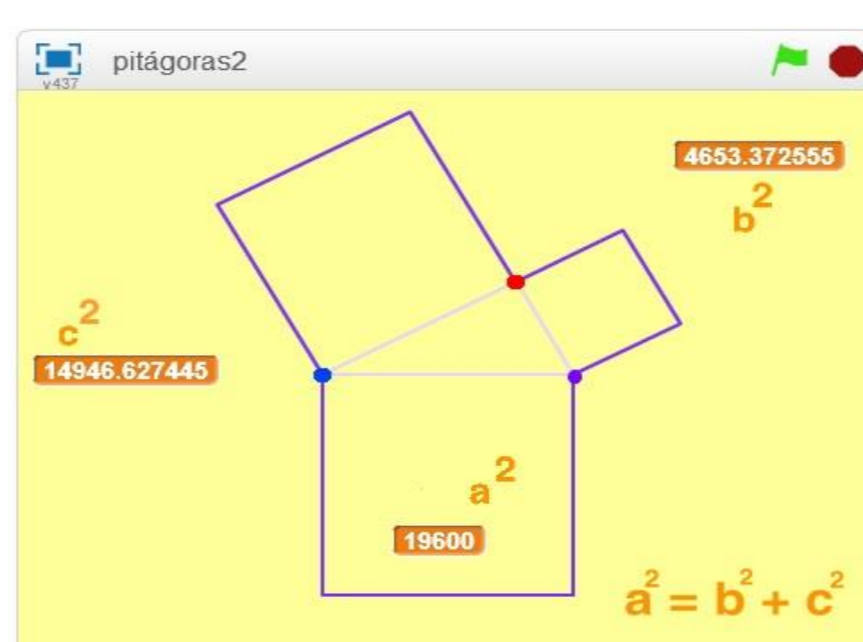 pitágoras2
v437
4653.372555
b²
c²
14946.627445
a²
19600
a² = b² + c²